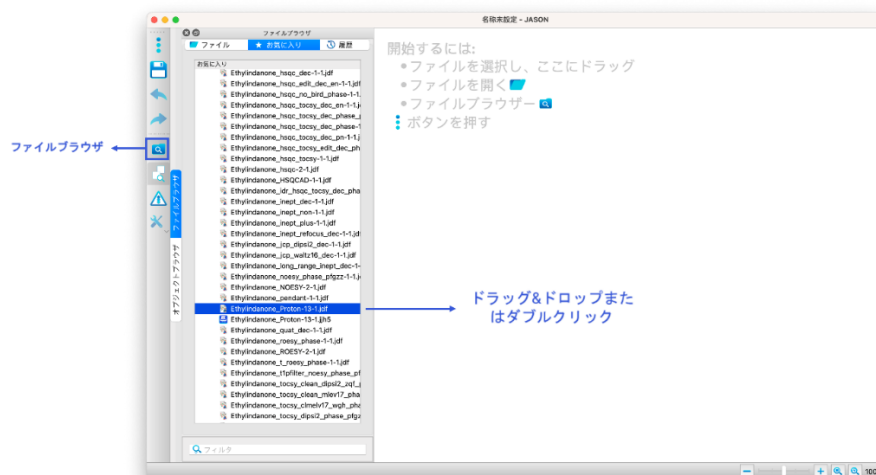 名称未設定 - JASON
ファイルブラウザ
ファイル
お気に入り
履歴
お気に入り
Ethylindanone_hsqc_dec-1-1.jdf
Ethylindanone_hsqc_edit_dec_en-1-1.jdf
Ethylindanone_hsqc_no_bird_phase-1-1.
Ethylindanone_hsqc_tocsy_dec_en-1-1.j
Ethylindanone_hsqc_tocsy_dec_phase_
Ethylindanone_hsqc_tocsy_dec_phase-1
Ethylindanone_hsqc_tocsy_dec_pn-1-1.j
Ethylindanone_hsqc_tocsy_edit_dec_ph
Ethylindanone_hsqc_tocsy-1-1.jdf
Ethylindanone_hsqc-2-1.jdf
Ethylindanone_HSQCAD-1-1.jdf
Ethylindanone_idr_hsqc_tocsy_dec_pha
Ethylindanone_inept_dec-1-1.jdf
Ethylindanone_inept_non-1-1.jdf
Ethylindanone_inept_plus-1-1.jdf
Ethylindanone_inept_refocus_dec-1-1.jd
Ethylindanone_jcp_dipsi2_dec-1-1.jdf
Ethylindanone_jcp_waltz16_dec-1-1.jdf
Ethylindanone_long_range_inept_dec-1-
Ethylindanone_noesy_phase_pfgzz-1-1.j
Ethylindanone_NOESY-2-1.jdf
Ethylindanone_pendant-1-1.jdf
Ethylindanone_Proton-13-1.jdf
Ethylindanone_Proton-13-1.jjh5
Ethylindanone_quat_dec-1-1.jdf
Ethylindanone_roesy_phase-1-1.jdf
Ethylindanone_ROESY-2-1.jdf
Ethylindanone_t_roesy_phase-1-1.jdf
Ethylindanone_t1pfilter_noesy_phase_pf
Ethylindanone_tocsy_clean_dipsi2_zq1_p
Ethylindanone_tocsy_clean_mlev17_pha
Ethylindanone_tocsy_clmelv17_wgh_pha
Ethylindanone_tocsy_dipsi2_phase_pfgz
フィルタ
ファイルブラウザ
オブジェクトブラウザ
ファイルブラウザ
開始するには:
•ファイルを選択し、ここにドラッグ
•ファイルを開く
•ファイルブラウザー
ボタンを押す
ドラッグ&ドロップまた
はダブルクリック
100